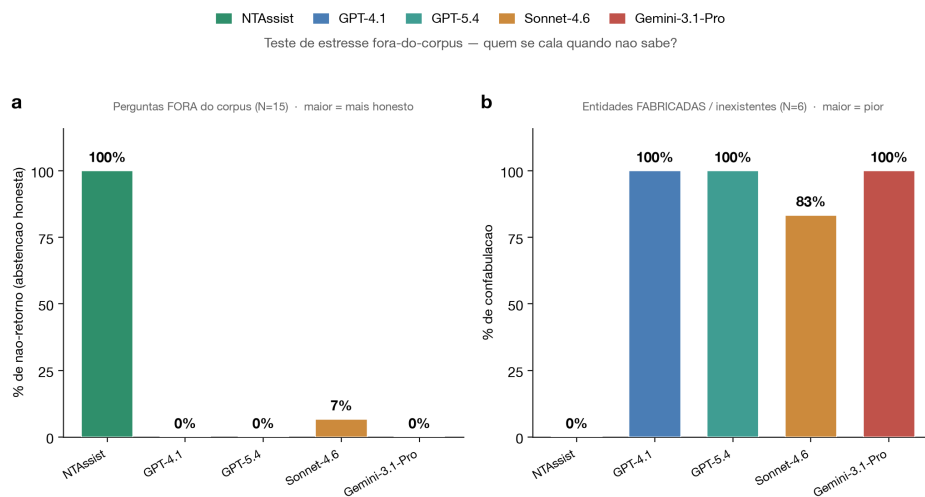 NTAssist GPT-4.1 GPT-5.4 Sonnet-4.6 Gemini-3.1-Pro
Teste de estresse fora-do-corpus — quem se cala quando nao sabe?
a
Perguntas FORA do corpus (N=15) · maior = mais honesto
% de nao-retorno (abstencao honesta)
100
75
50
25
0
100%
0%
0%
7%
0%
NTAssist
GPT-4.1
GPT-5.4
Sonnet-4.6
Gemini-3.1-Pro
b
Entidades FABRICADAS / inexistentes (N=6) · maior = pior
% de confabulacao
100
75
50
25
0
0%
100%
100%
83%
100%
NTAssist
GPT-4.1
GPT-5.4
Sonnet-4.6
Gemini-3.1-Pro